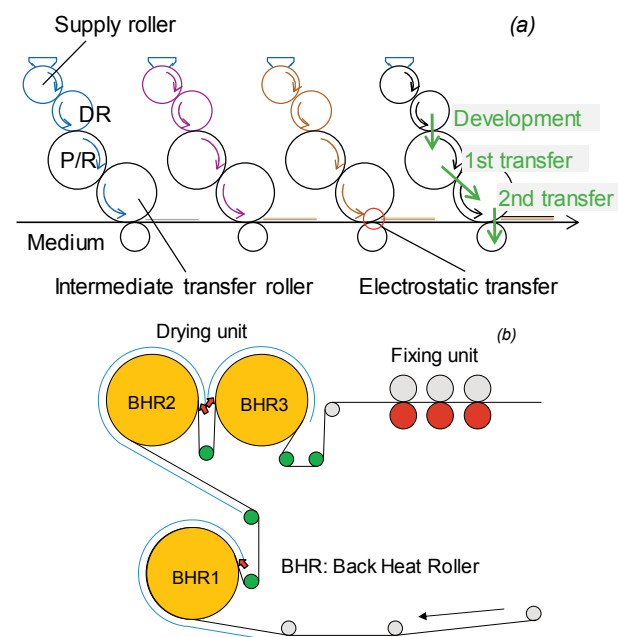 Supply roller
(a)
DR
Development
P/R
1st transfer
2nd transfer
Medium
Intermediate transfer roller
Electrostatic transfer
Drying unit
(b)
Fixing unit
BHR2
BHR3
BHR1
BHR: Back Heat Roller